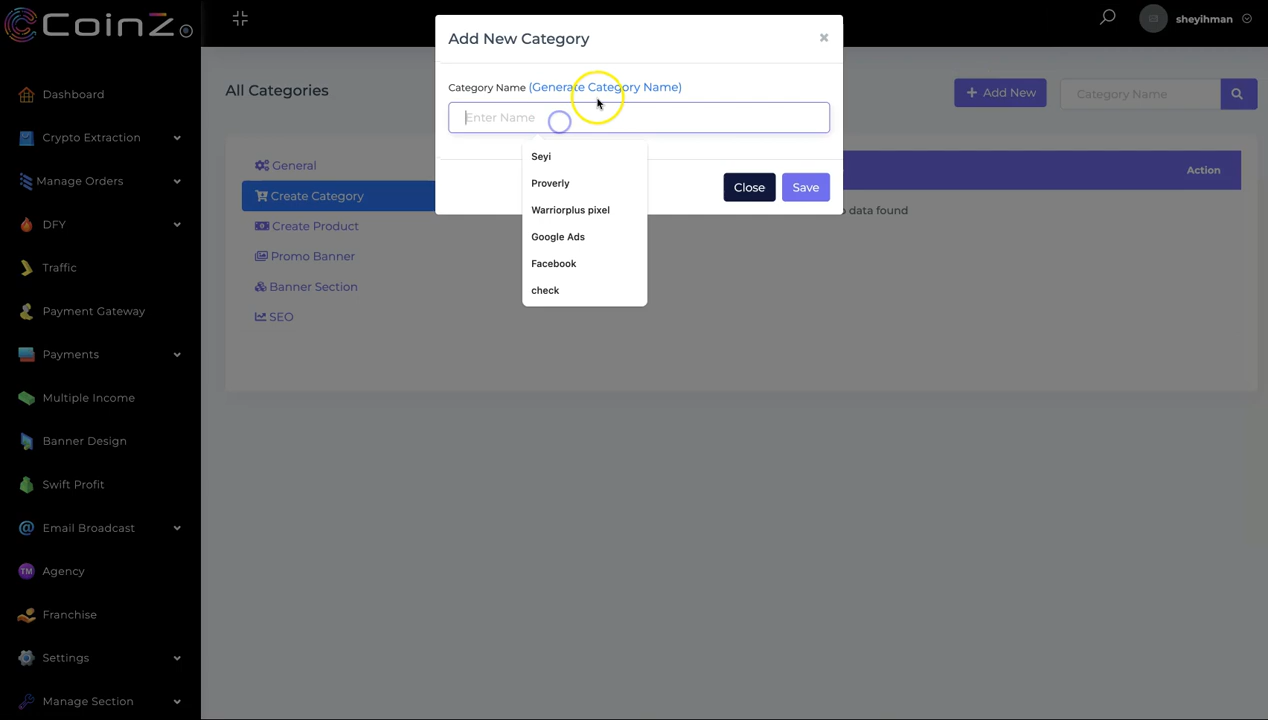 CoinZ
sheyihman
Dashboard
Crypto Extraction
Manage Orders
DFY
Traffic
Payment Gateway
Payments
Multiple Income
Banner Design
Swift Profit
Email Broadcast
TM Agency
Franchise
Settings
Manage Section
All Categories
+ Add New
Category Name
General
Create Category
Create Product
Promo Banner
Banner Section
SEO
Action
data found
Add New Category
×
Category Name (Generate Category Name)
Enter Name
Seyi
Proverly
Warriorplus pixel
Google Ads
Facebook
check
Close
Save